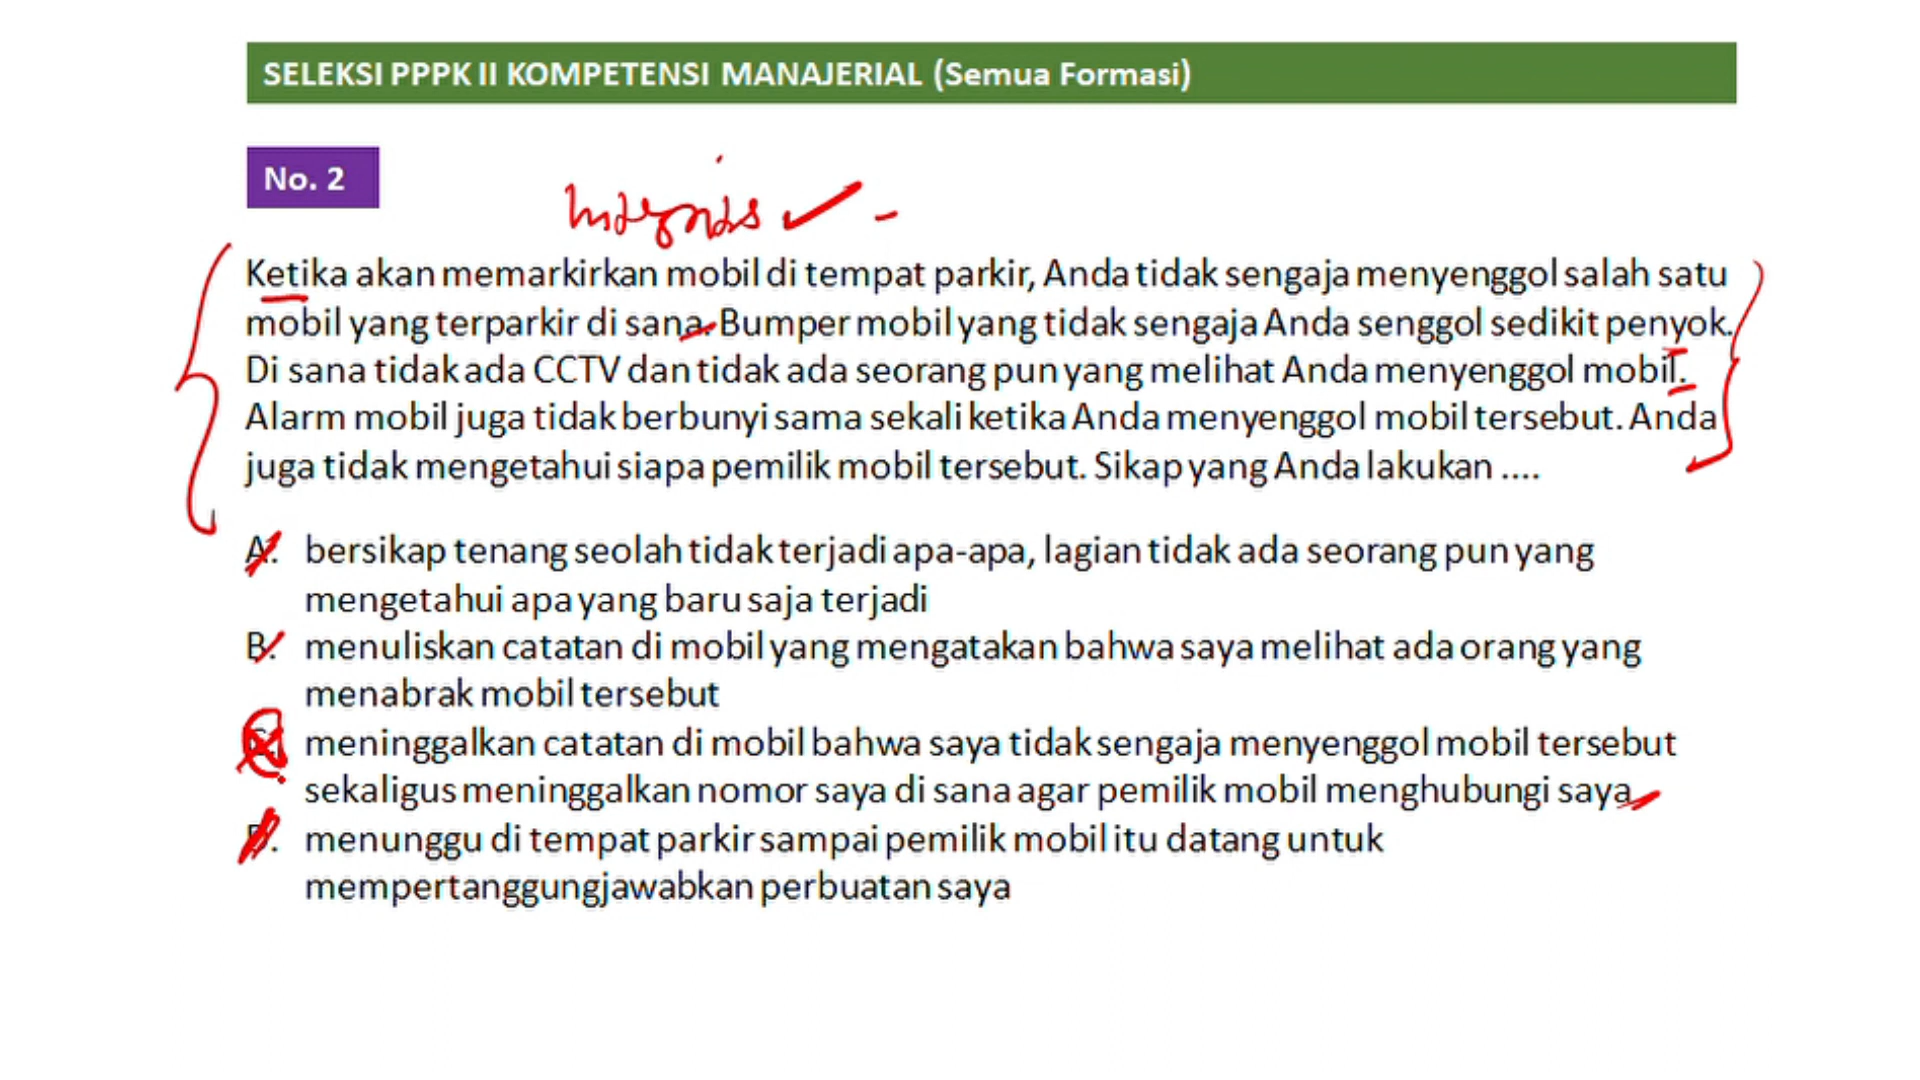 SELEKSI PPPK II KOMPETENSI MANAJERIAL (Semua Formasi)
No. 2
Integritas
Ketika akan memarkirkan mobil di tempat parkir, Anda tidak sengaja menyenggol salah satu
mobil yang terparkir di sana. Bumper mobil yang tidak sengaja Anda senggol sedikit penyok.
Di sana tidak ada CCTV dan tidak ada seorang pun yang melihat Anda menyenggol mobil.
Alarm mobil juga tidak berbunyi sama sekali ketika Anda menyenggol mobil tersebut. Anda
juga tidak mengetahui siapa pemilik mobil tersebut. Sikap yang Anda lakukan ....
A. bersikap tenang seolah tidak terjadi apa-apa, lagian tidak ada seorang pun yang
mengetahui apa yang baru saja terjadi
B. menuliskan catatan di mobil yang mengatakan bahwa saya melihat ada orang yang
menabrak mobil tersebut
C. meninggalkan catatan di mobil bahwa saya tidak sengaja menyenggol mobil tersebut
sekaligus meninggalkan nomor saya di sana agar pemilik mobil menghubungi saya
D. menunggu di tempat parkir sampai pemilik mobil itu datang untuk
mempertanggungjawabkan perbuatan saya